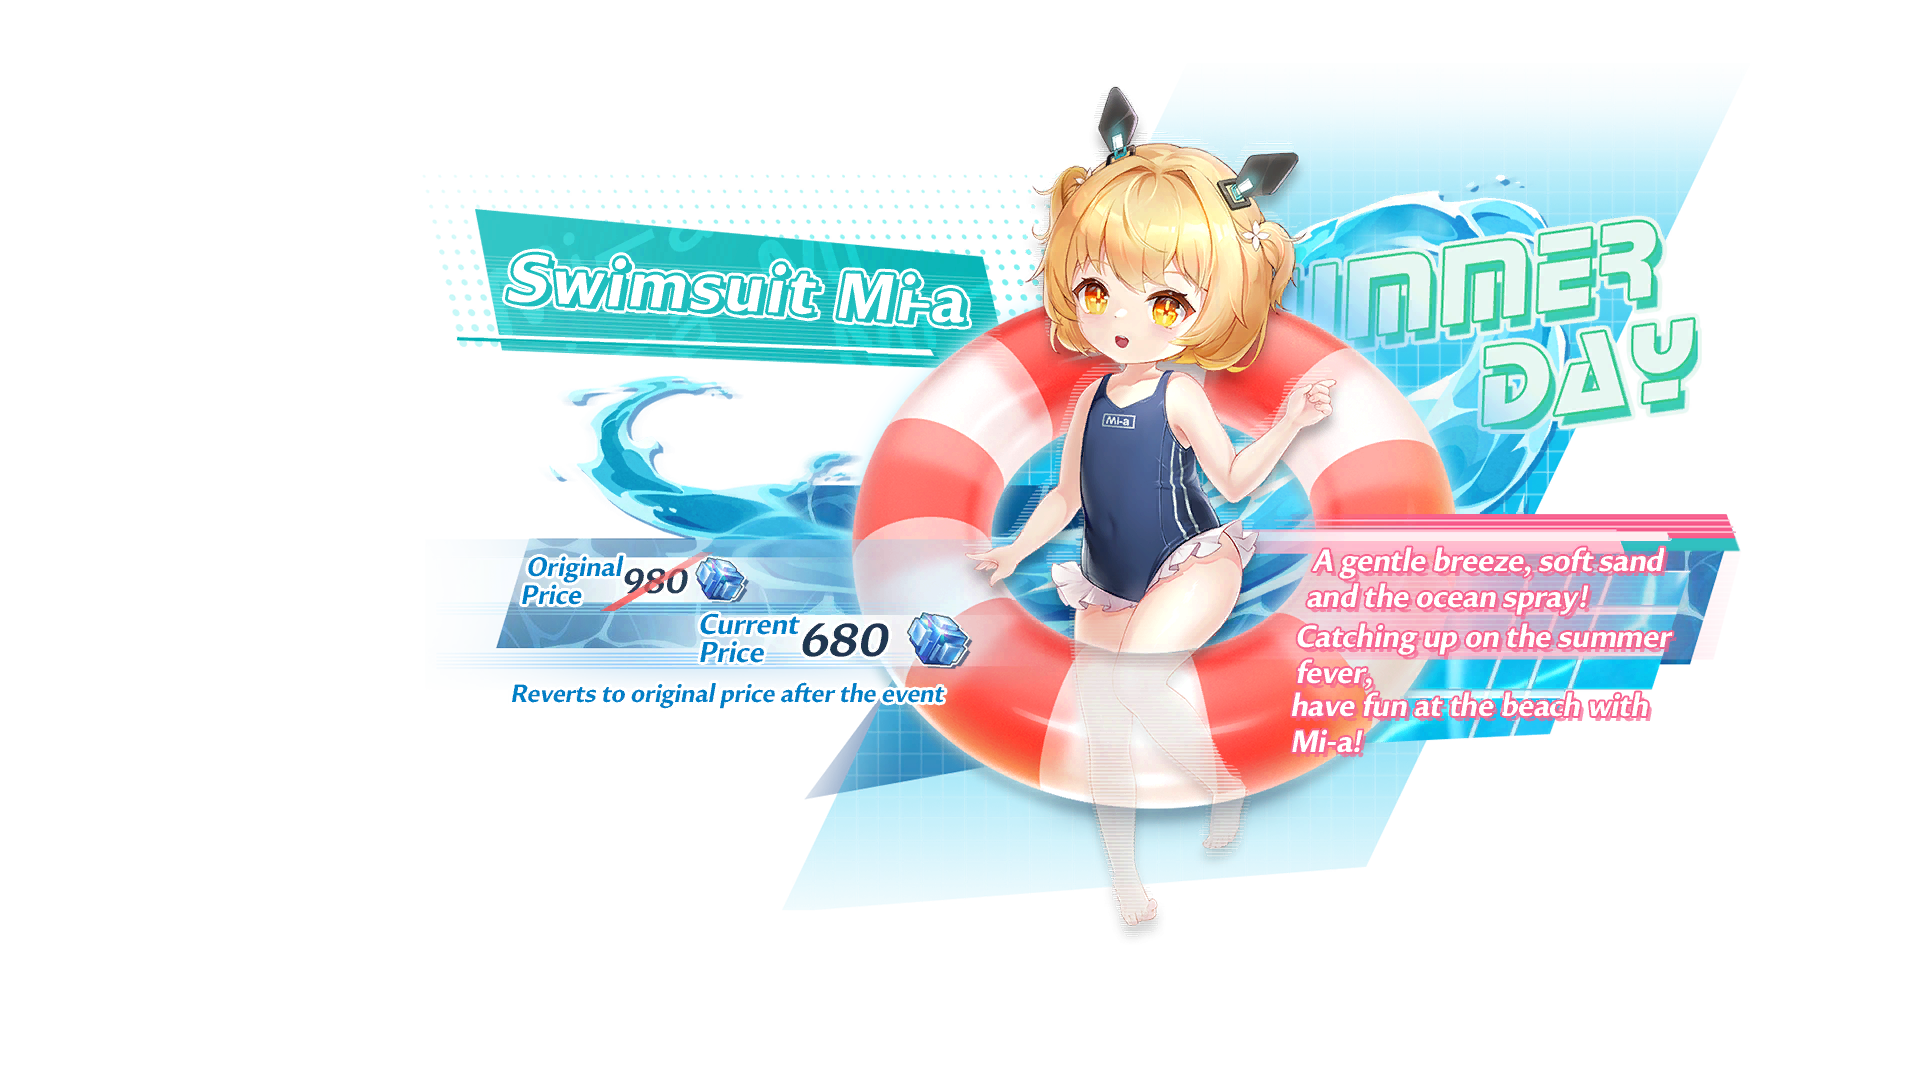 Swimsuit Mi-a
Mi-a
UMMER
DAY
Original
Price
980
Current
Price
680
Reverts to original price after the event
A gentle breeze, soft sand
and the ocean spray!
Catching up on the summer
fever,
have fun at the beach with
Mi-a!